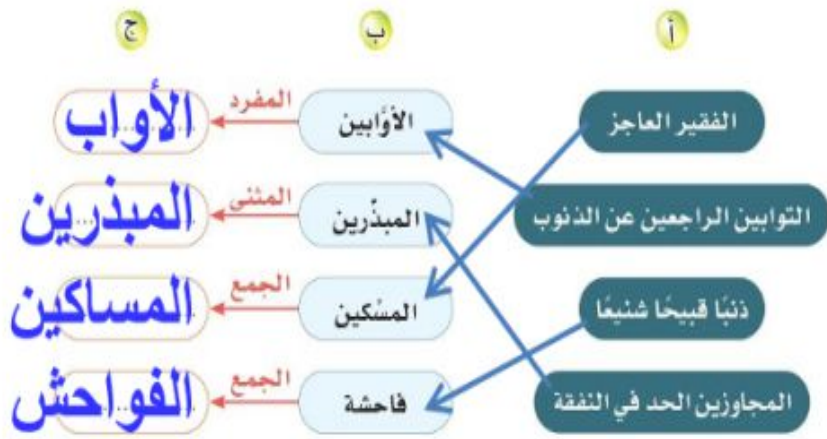 أ ب ج
الفقير العاجز الأوَّابين المفرد الأواب
التوابين الراجعين عن الذنوب المبذِّرين المثنى المبذرين
ذنبًا قبيحًا شنيعًا المسْكين الجمع المساكين
المجاوزين الحد في النفقة فاحشة الجمع الفواحش